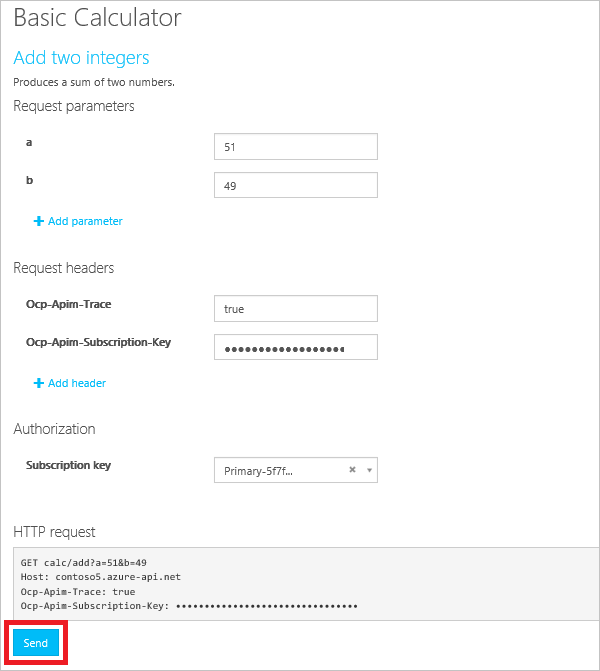 Basic Calculator
Add two integers
Produces a sum of two numbers.
Request parameters
a 51
b 49
+ Add parameter
Request headers
Ocp-Apim-Trace true
Ocp-Apim-Subscription-Key ••••••••••••••••••
+ Add header
Authorization
Subscription key Primary-5f7f... ×
HTTP request
GET calc/add?a=51&b=49
Host: contoso5.azure-api.net
Ocp-Apim-Trace: true
Ocp-Apim-Subscription-Key: ••••••••••••••••••••••••••••••••
Send